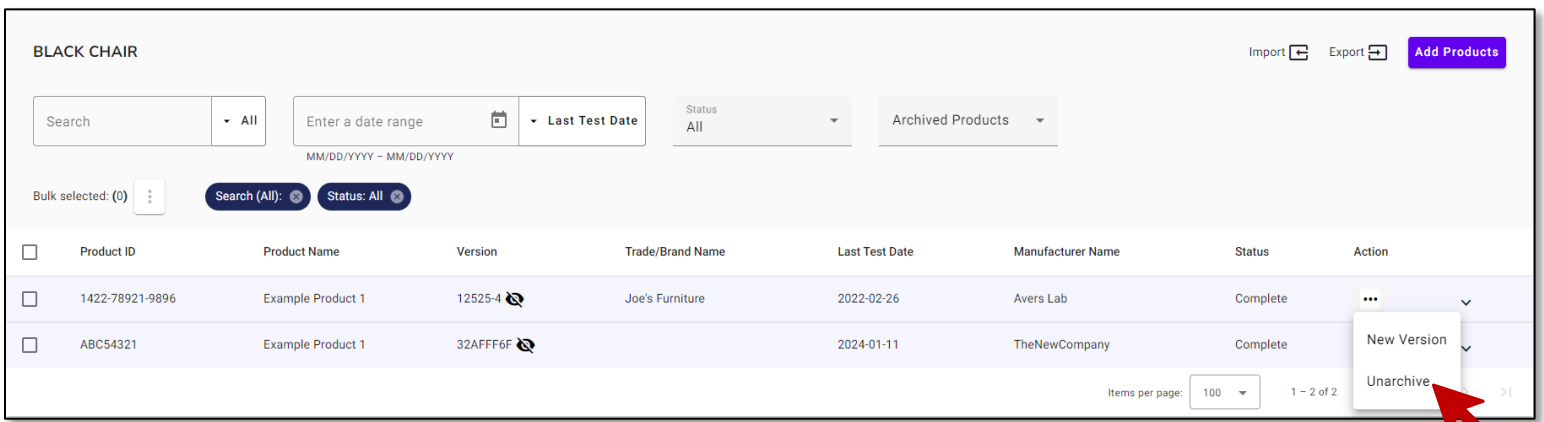 BLACK CHAIR
Import Export Add Products
Search All Enter a date range Last Test Date Status All Archived Products
MM/DD/YYYY – MM/DD/YYYY
Bulk selected: (0) Search (All): Status: All
Product ID Product Name Version Trade/Brand Name Last Test Date Manufacturer Name Status Action
1422-78921-9896 Example Product 1 12525-4 Joe's Furniture 2022-02-26 Avers Lab Complete
ABC54321 Example Product 1 32AFFF6F 2024-01-11 TheNewCompany Complete
New Version
Unarchive
Items per page: 100 1 – 2 of 2